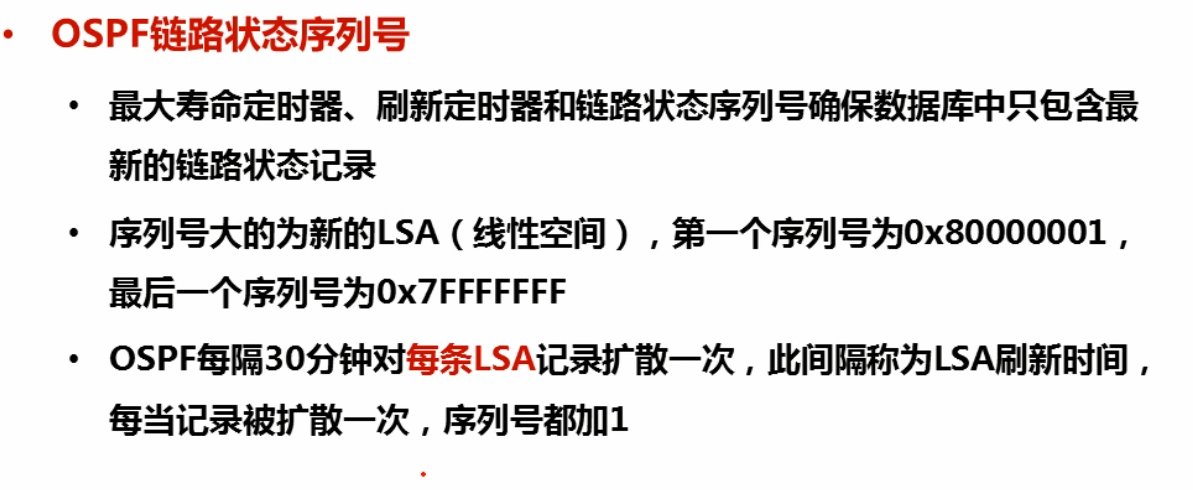 • OSPF链路状态序列号
• 最大寿命定时器、刷新定时器和链路状态序列号确保数据库中只包含最
新的链路状态记录
• 序列号大的为新的LSA（线性空间），第一个序列号为0x80000001，
最后一个序列号为0x7FFFFFFF
• OSPF每隔30分钟对每条LSA记录扩散一次，此间隔称为LSA刷新时间，
每当记录被扩散一次，序列号都加1